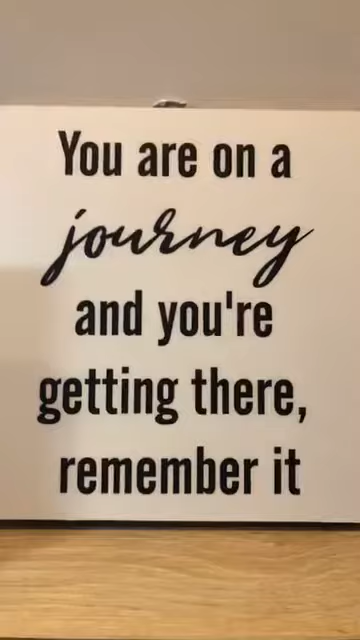 You are on a
journey
and you're
getting there,
remember it